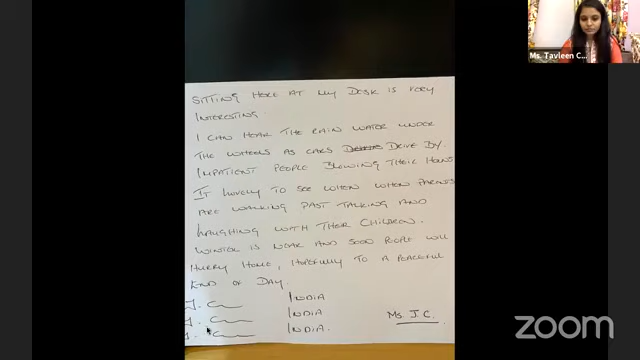 Ms. Tavleen C...
SITTING HERE AT MY DESK IS VERY
INTERESTING.
I CAN HEAR THE RAIN WATER UNDER
THE WHEELS AS CARS DRIVE BY.
IMPATIENT PEOPLE BLOWING THEIR HORNS
IT LOVELY TO SEE WHEN WHEN PARENTS
ARE WALKING PAST TALKING AND
LAUGHING WITH THEIR CHILDREN.
WINTER IS NEAR AND SOON PEOPLE WILL
HURRY HOME, HOPEFULLY TO A PEACEFUL
END OF DAY.
J. C INDIA
J. C INDIA
J. C INDIA.
Ms. J.C.
zoom